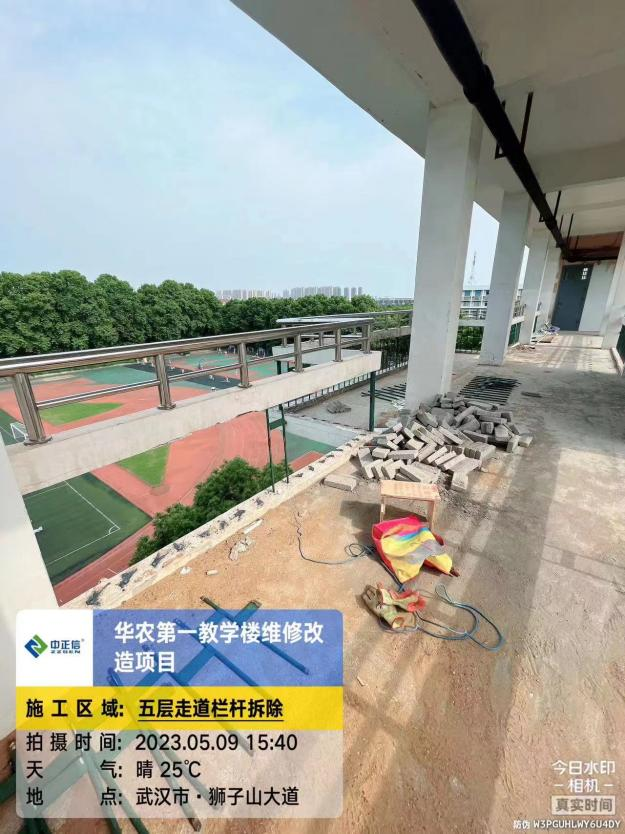 中正信®
ZZSEN
华农第一教学楼维修改
造项目
施工区域: 五层走道栏杆拆除
拍摄时间: 2023.05.09 15:40
天气: 晴 25℃
地点: 武汉市·狮子山大道
今日水印
相机
真实时间
防伪 W3PGUHLWY6U4DY